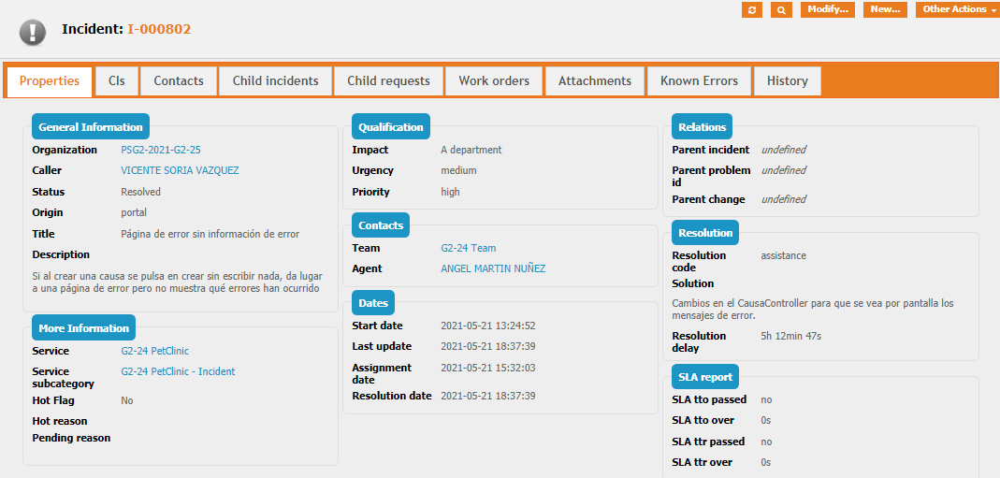 Modify...
New...
Other Actions
Incident: I-000802
Properties
CIs
Contacts
Child incidents
Child requests
Work orders
Attachments
Known Errors
History
General Information
Organization PSG2-2021-G2-25
Caller VICENTE SORIA VAZQUEZ
Status Resolved
Origin portal
Title Página de error sin información de error
Description
Si al crear una causa se pulsa en crear sin escribir nada, da lugar
a una página de error pero no muestra qué errores han ocurrido
More Information
Service G2-24 PetClinic
Service G2-24 PetClinic - Incident
subcategory
Hot Flag No
Hot reason
Pending reason
Qualification
Impact A department
Urgency medium
Priority high
Contacts
Team G2-24 Team
Agent ANGEL MARTIN NUÑEZ
Dates
Start date 2021-05-21 13:24:52
Last update 2021-05-21 18:37:39
Assignment 2021-05-21 15:32:03
date
Resolution date 2021-05-21 18:37:39
Relations
Parent incident undefined
Parent problem undefined
id
Parent change undefined
Resolution
Resolution assistance
code
Solution
Cambios en el CausaController para que se vea por pantalla los
mensajes de error.
Resolution 5h 12min 47s
delay
SLA report
SLA tto passed no
SLA tto over 0s
SLA ttr passed no
SLA ttr over 0s